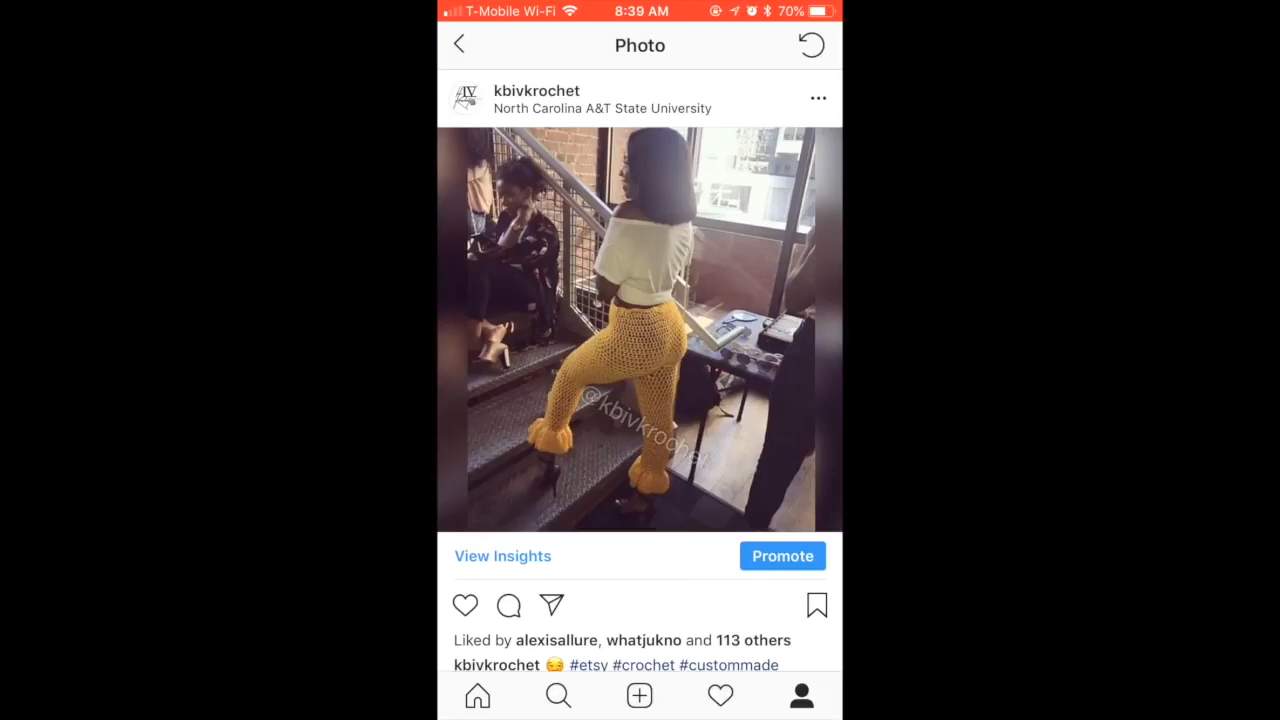 T-Mobile Wi-Fi 8:39 AM 70%
Photo
kbivkrochet
North Carolina A&T State University
@kbivkrochet
View Insights
Promote
Liked by alexisallure, whatjukno and 113 others
kbivkrochet 😏 #etsy #crochet #custommade